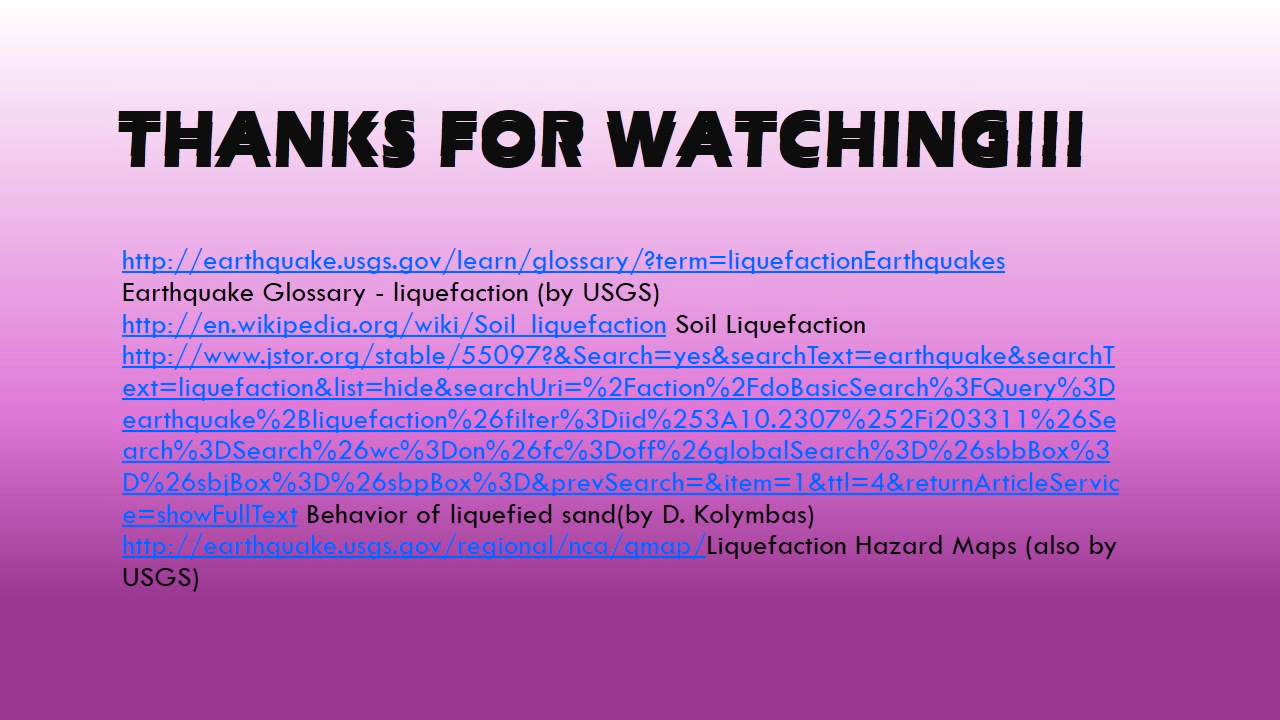 THANKS FOR WATCHING!!!
http://earthquake.usgs.gov/learn/glossary/?term=liquefactionEarthquakes
Earthquake Glossary - liquefaction (by USGS)
http://en.wikipedia.org/wiki/Soil_liquefaction Soil Liquefaction
http://www.jstor.org/stable/55097?&Search=yes&searchText=earthquake&searchT
ext=liquefaction&list=hide&searchUri=%2Faction%2FdoBasicSearch%3FQuery%3D
earthquake%2Bliquefaction%26filter%3Diid%253A10.2307%252Fi203311%26Se
arch%3DSearch%26wc%3Don%26fc%3Doff%26globalSearch%3D%26sbbBox%3
D%26sbjBox%3D%26sbpBox%3D&prevSearch=&item=1&ttl=4&returnArticleServic
e=showFullText Behavior of liquefied sand(by D. Kolymbas)
http://earthquake.usgs.gov/regional/nca/qmap/Liquefaction Hazard Maps (also by
USGS)